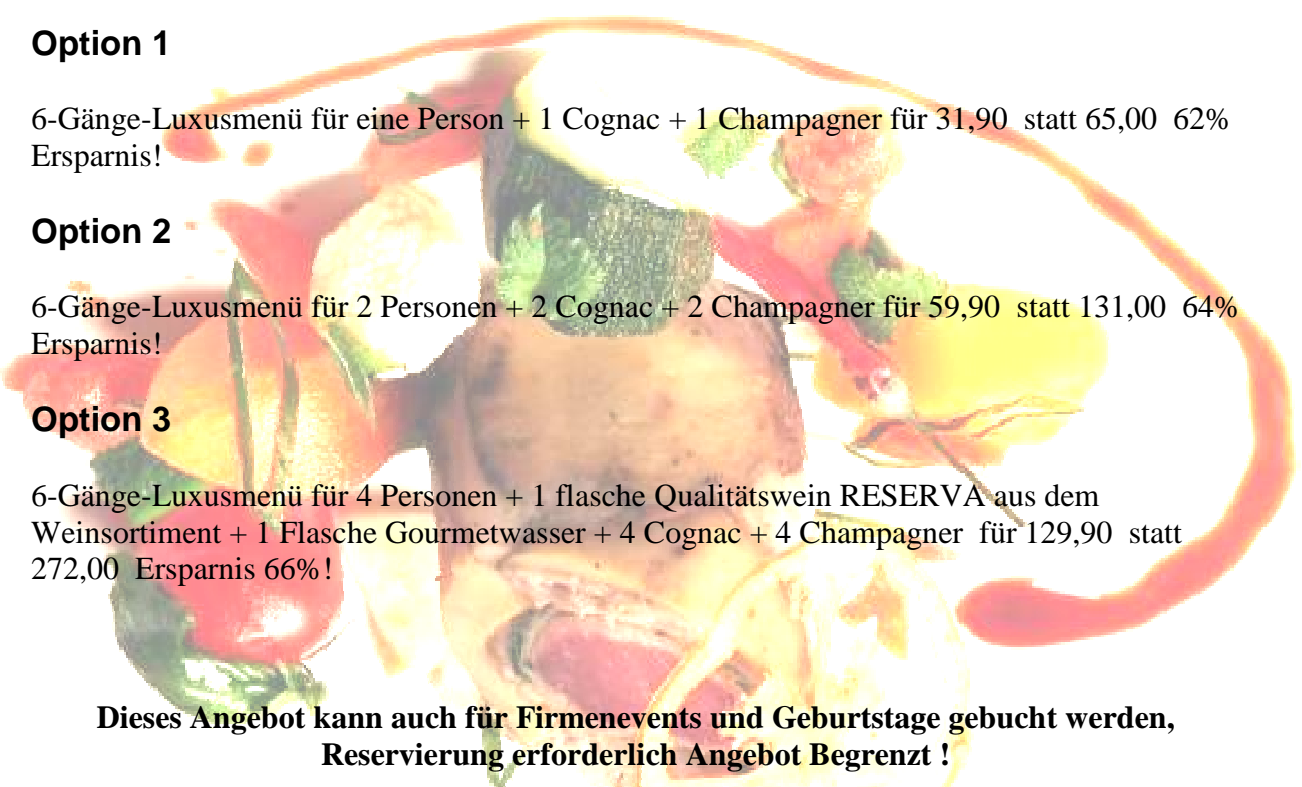 Option 1
6-Gänge-Luxusmenü für eine Person + 1 Cognac + 1 Champagner für 31,90 statt 65,00 62%
Ersparnis!
Option 2
6-Gänge-Luxusmenü für 2 Personen + 2 Cognac + 2 Champagner für 59,90 statt 131,00 64%
Ersparnis!
Option 3
6-Gänge-Luxusmenü für 4 Personen + 1 flasche Qualitätswein RESERVA aus dem
Weinsortiment + 1 Flasche Gourmetwasser + 4 Cognac + 4 Champagner für 129,90 statt
272,00 Ersparnis 66%!
Dieses Angebot kann auch für Firmenevents und Geburtstage gebucht werden,
Reservierung erforderlich Angebot Begrenzt !